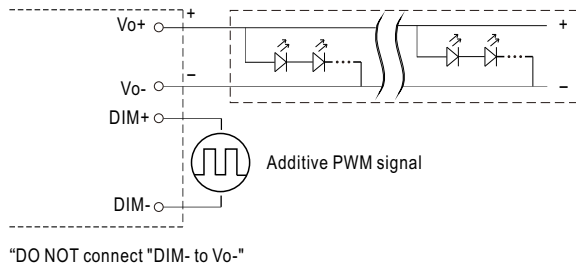 Vo+
+
+
Vo-
−
−
DIM+
Additive PWM signal
DIM-
“DO NOT connect "DIM- to Vo-"